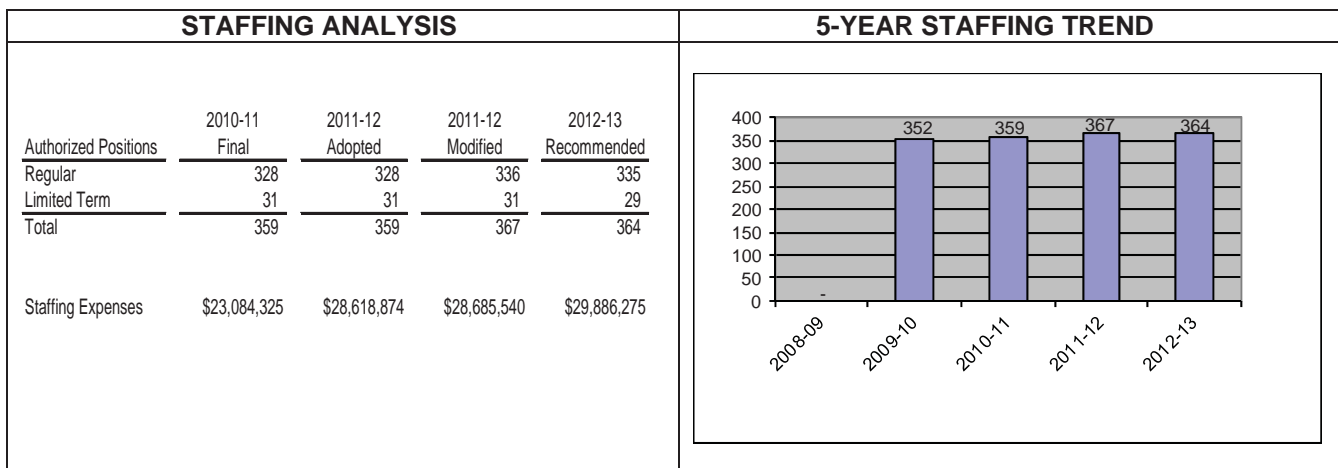 STAFFING ANALYSIS
2010-11 2011-12 2011-12 2012-13
Authorized Positions Final Adopted Modified Recommended
Regular 328 328 336 335
Limited Term 31 31 31 29
Total 359 359 367 364
Staffing Expenses $23,084,325 $28,618,874 $28,685,540 $29,886,275
5-YEAR STAFFING TREND
400
350
300
250
200
150
100
50
0
- 352 359 367 364
2008-09 2009-10 2010-11 2011-12 2012-13